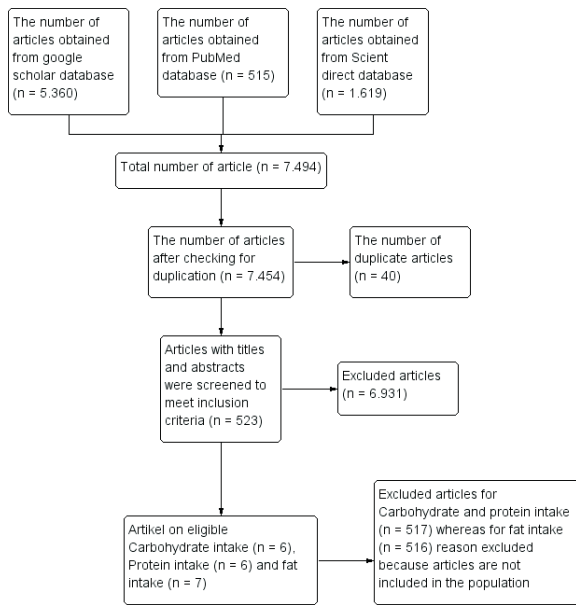 The number of
articles obtained
from google
scholar database
(n = 5.360)
The number of
articles obtained
from PubMed
database (n = 515)
The number of
articles obtained
from Scient
direct database
(n = 1.619)
Total number of article (n = 7.494)
The number of articles
after checking for
duplication (n = 7.454)
The number of
duplicate articles
(n = 40)
Articles with titles
and abstracts
were screened to
meet inclusion
criteria (n = 523)
Excluded articles
(n = 6.931)
Artikel on eligible
Carbohydrate intake (n = 6),
Protein intake (n = 6) and fat
intake (n = 7)
Excluded articles for
Carbohydrate and protein intake
(n = 517) whereas for fat intake
(n = 516) reason excluded
because articles are not
included in the population